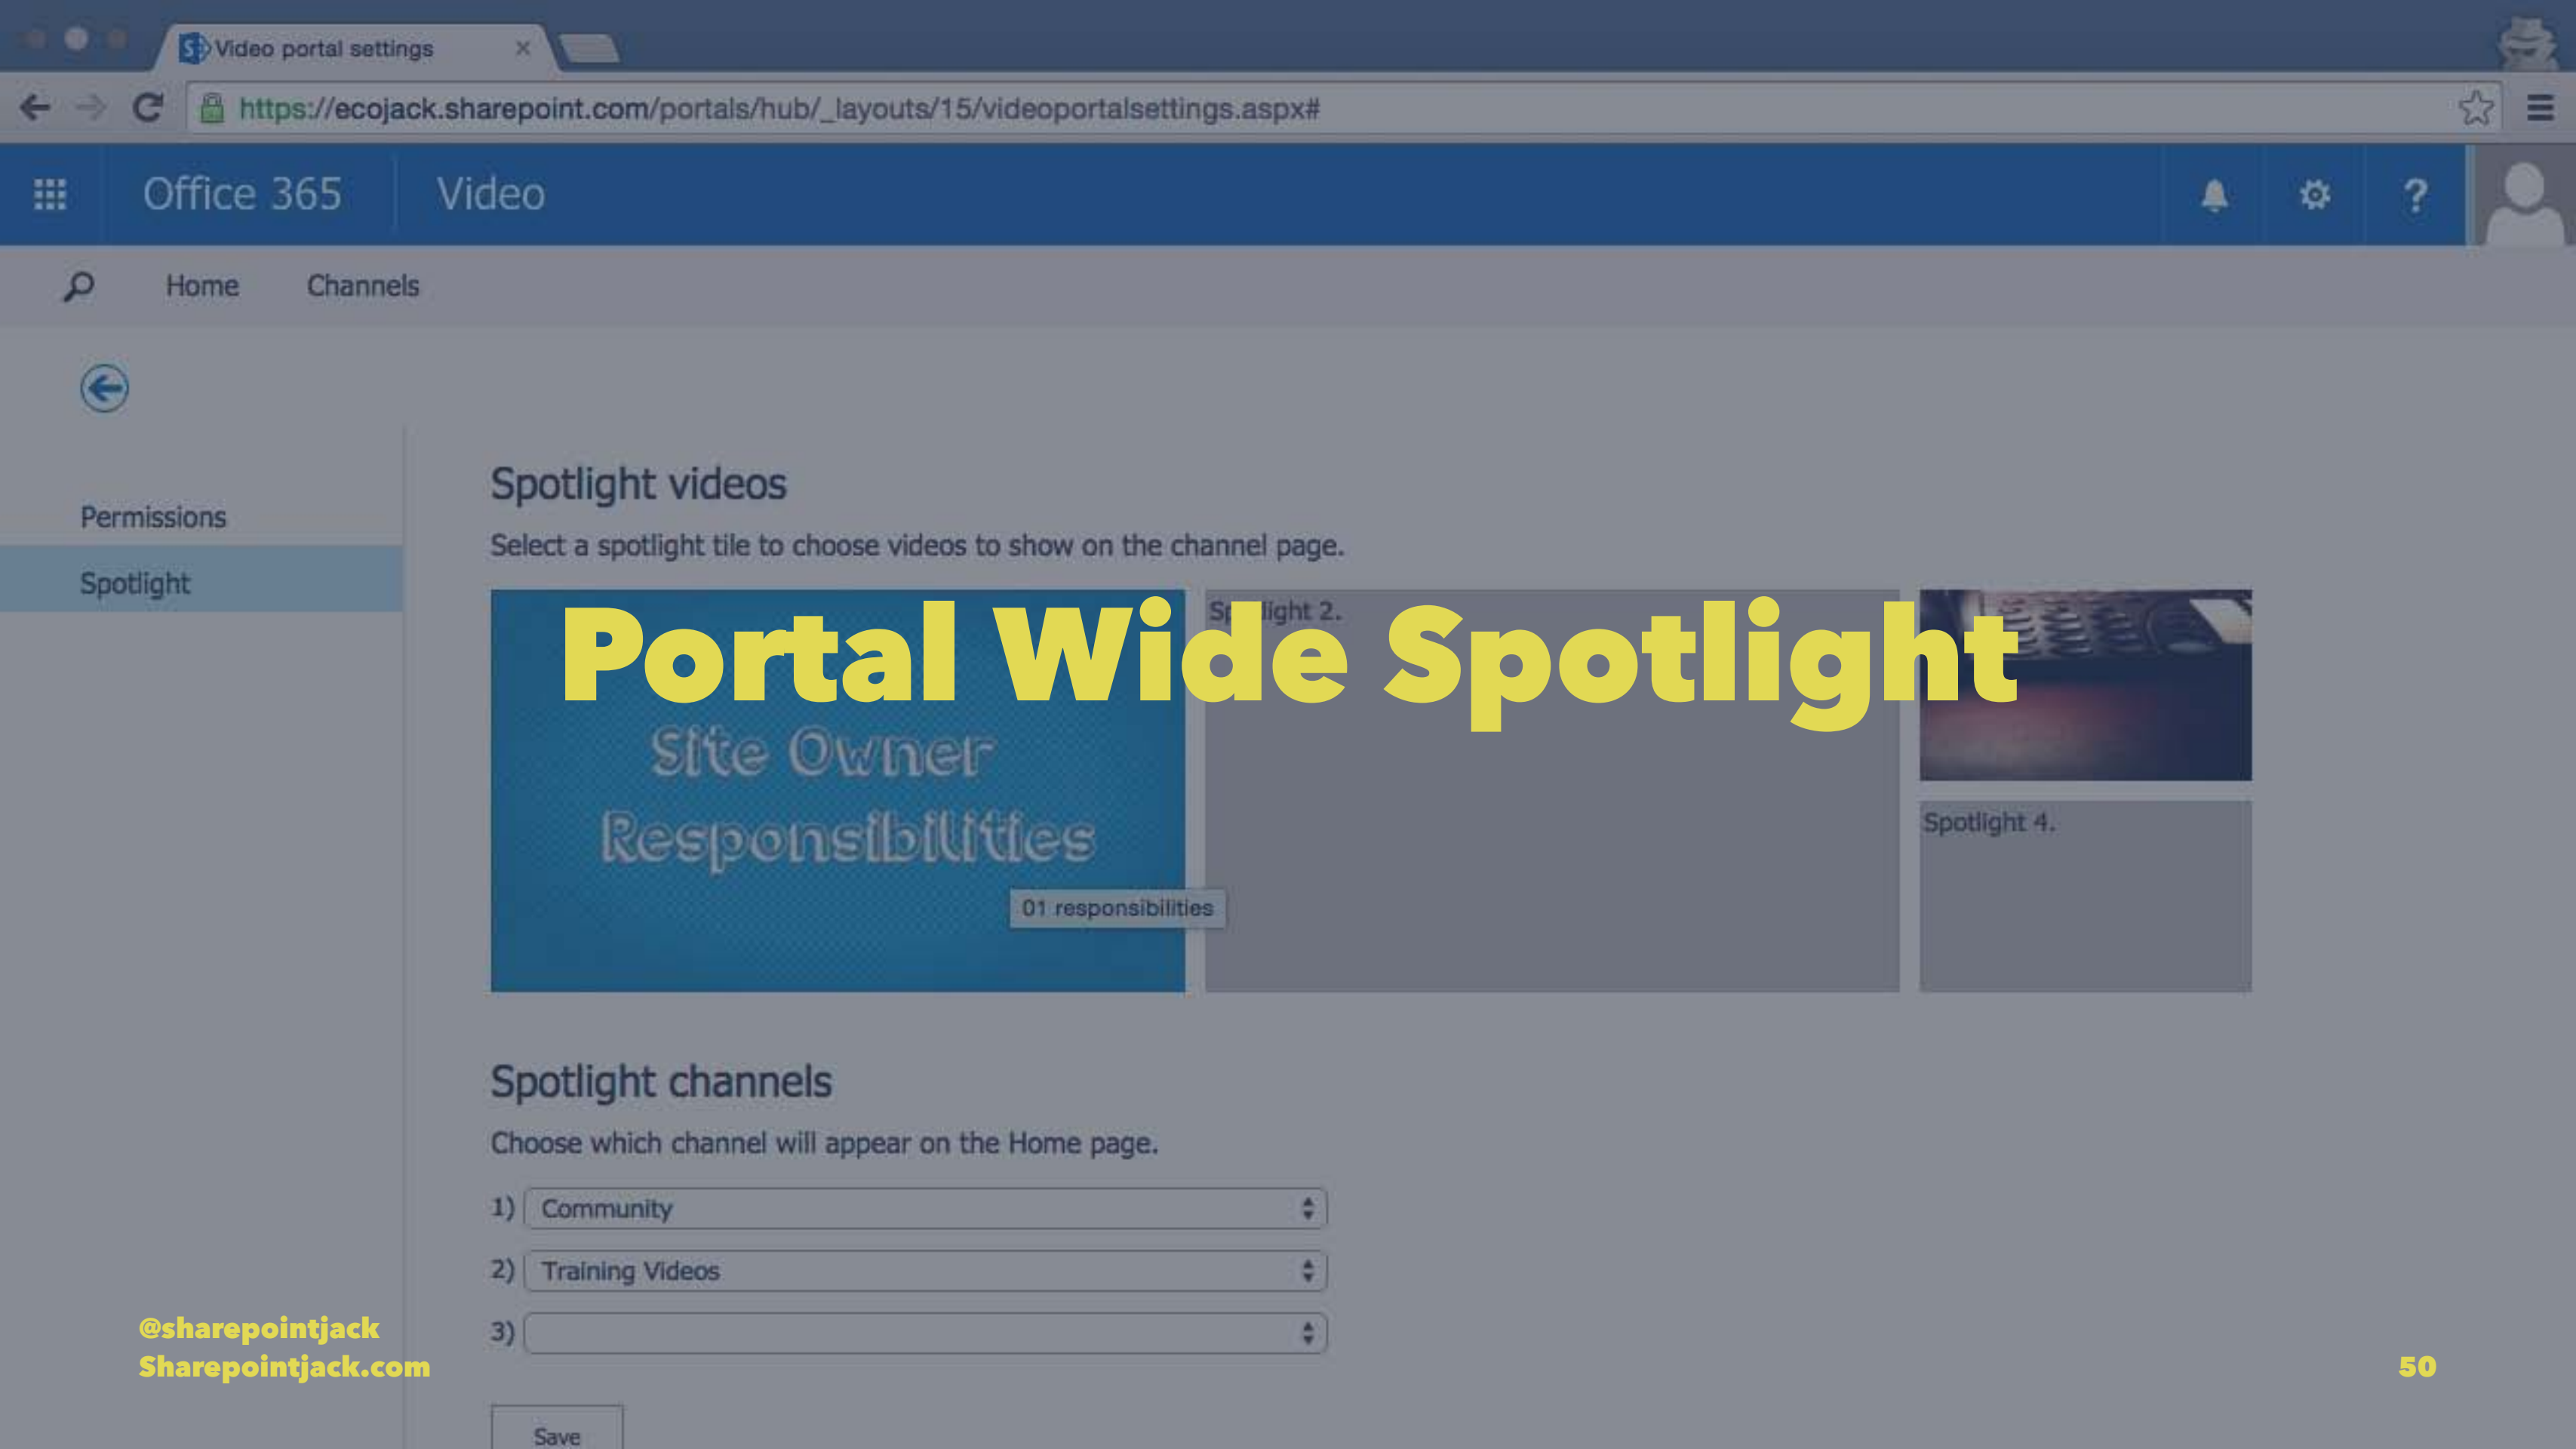 Video portal settings
https://ecojack.sharepoint.com/portals/hub/_layouts/15/videoportalsettings.aspx#
Office 365 Video ?
Home Channels
Permissions
Spotlight
Spotlight videos
Select a spotlight tile to choose videos to show on the channel page.
Spotlight 2.
Portal Wide Spotlight
Site Owner
Responsibilities
01 responsibilities
Spotlight 4.
Spotlight channels
Choose which channel will appear on the Home page.
1) Community
2) Training Videos
3)
Save
@sharepointjack
Sharepointjack.com
50